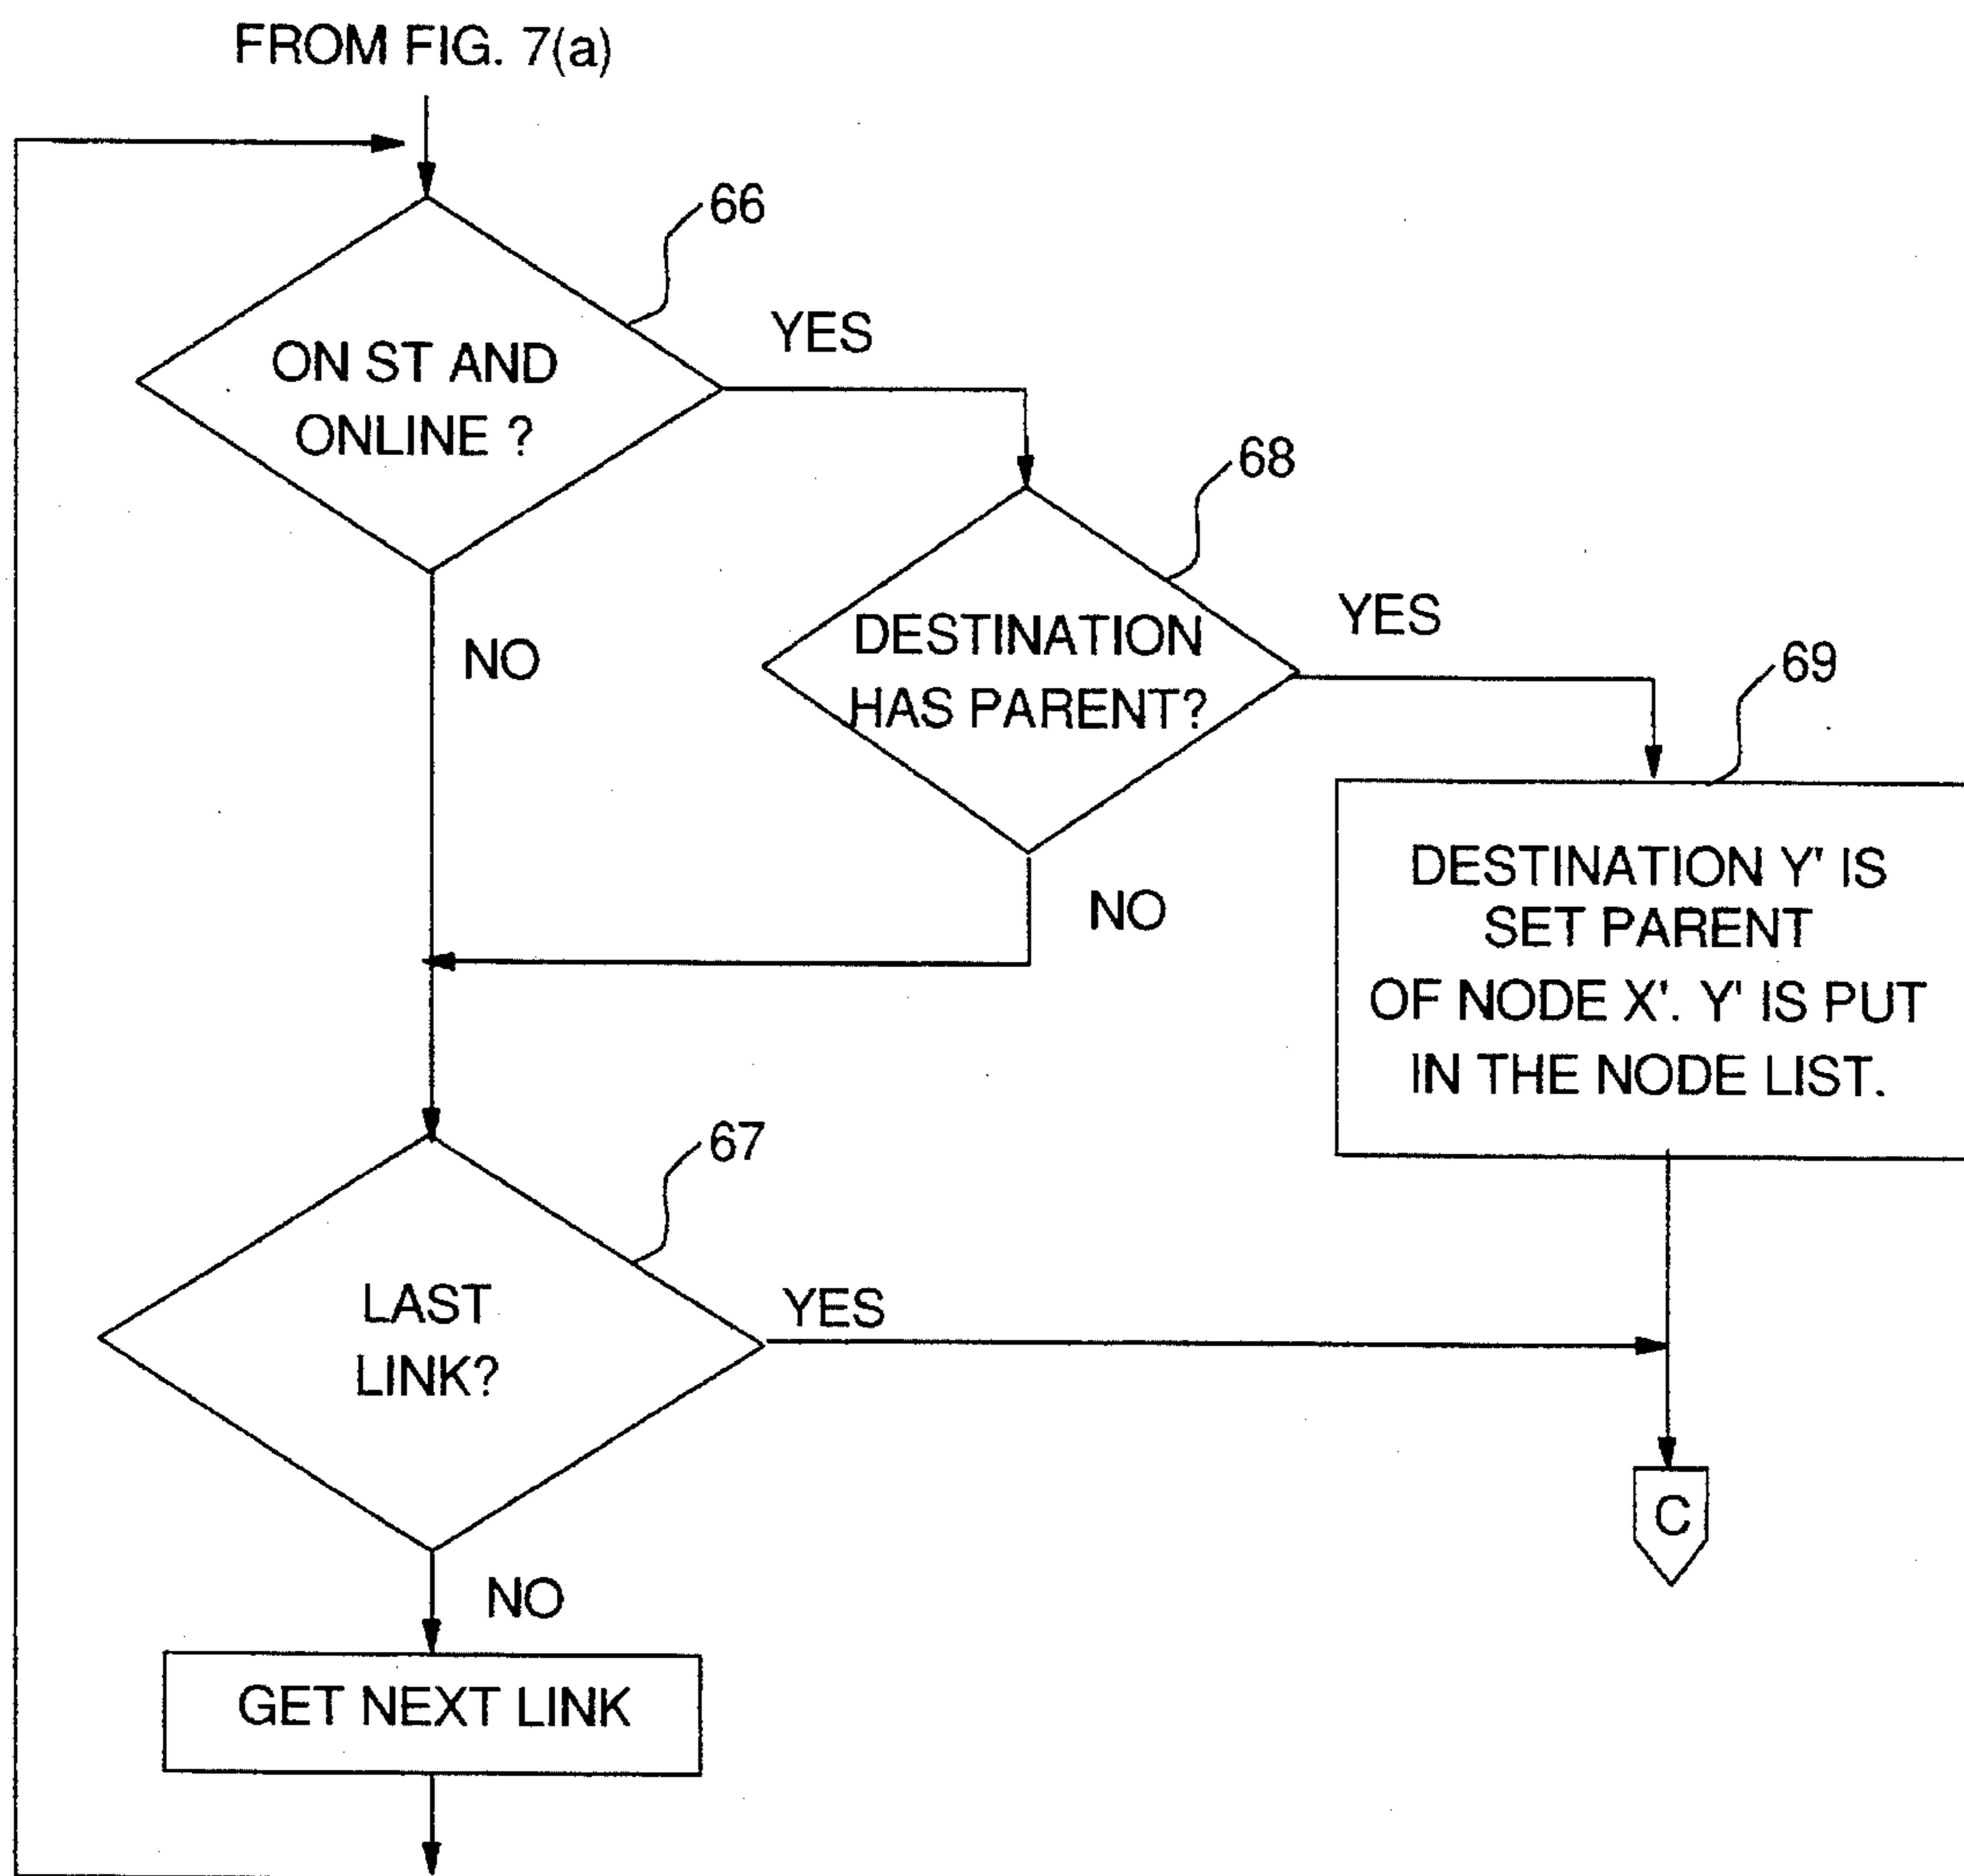 FROM FIG. 7(a)
66
YES
ON ST AND
ONLINE ?
68
NO
YES
DESTINATION
HAS PARENT?
69
NO
DESTINATION Y' IS
SET PARENT
OF NODE X'. Y' IS PUT
IN THE NODE LIST.
67
LAST
LINK?
YES
C
NO
GET NEXT LINK